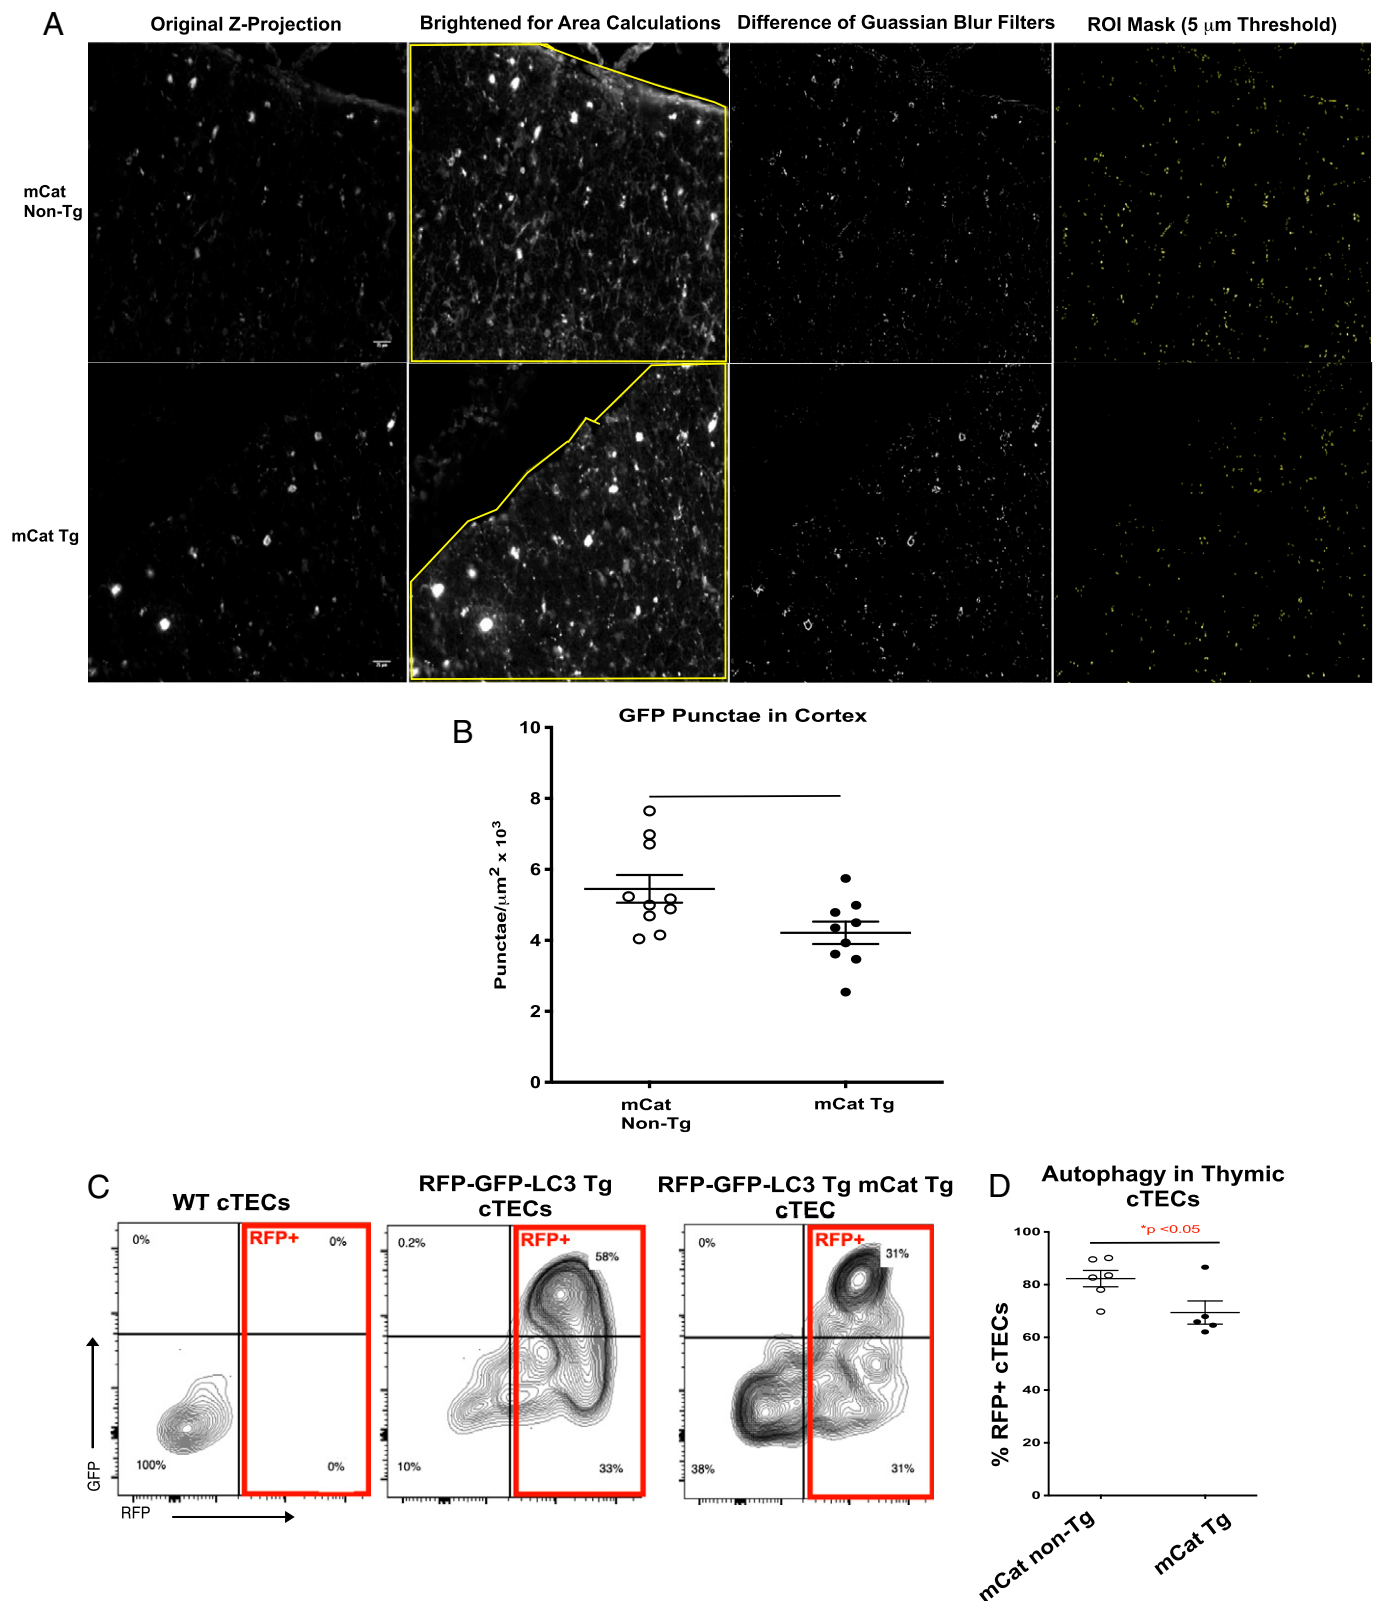 A
Original Z-Projection
Brightened for Area Calculations
Difference of Guassian Blur Filters
ROI Mask (5 μm Threshold)
mCat
Non-Tg
mCat Tg
B
GFP Punctae in Cortex
Punctae/μm² x 10³
10
8
6
4
2
0
mCat
Non-Tg
mCat Tg
C
WT cTECs
RFP-GFP-LC3 Tg
cTECs
RFP-GFP-LC3 Tg mCat Tg
cTEC
0%
RFP+
0%
100%
0%
0.2%
RFP+
58%
10%
33%
0%
RFP+
31%
38%
31%
GFP
RFP
D
Autophagy in Thymic
cTECs
*p <0.05
% RFP+ cTECs
100
80
60
40
20
0
mCat non-Tg
mCat Tg